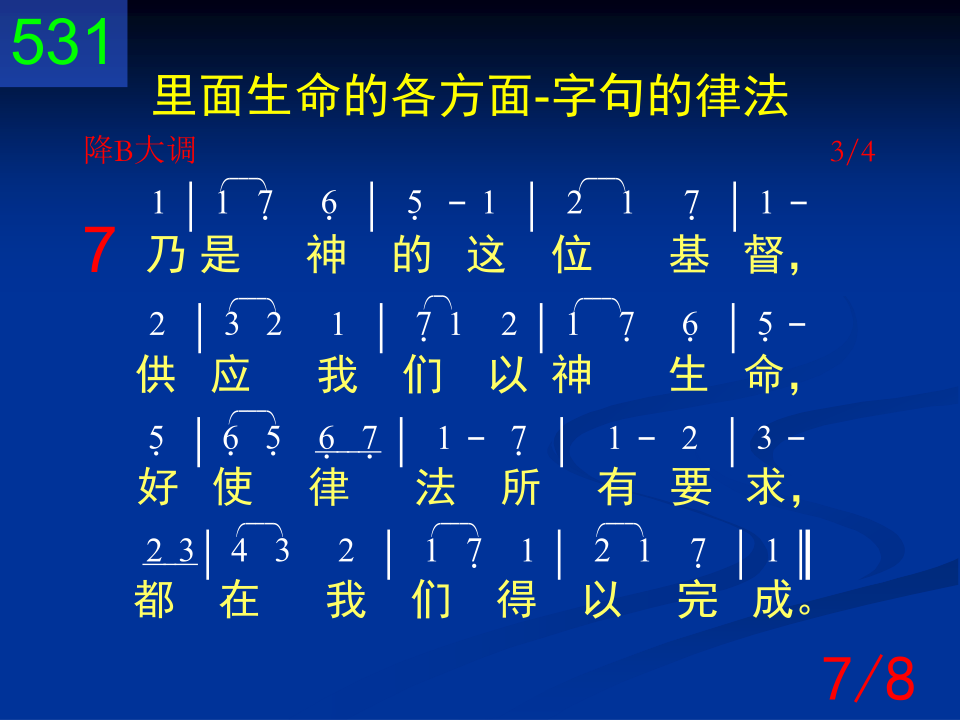 531
里面生命的各方面-字句的律法
降B大调 3/4
1 | 1 7̣ 6̣ | 5̣ - 1 | 2 1 7̣ | 1 -
7 乃是 神 的 这 位 基 督,
2 | 3 2 1 | 7̣ 1 2 | 1 7̣ 6̣ | 5̣ -
供 应 我 们 以 神 生 命,
5̣ | 6̣ 5̣ 6̣ 7̣ | 1 - 7̣ | 1 - 2 | 3 -
好 使 律 法 所 有 要 求,
2 3 | 4 3 2 | 1 7̣ 1 | 2 1 7̣ | 1 ‖
都 在 我 们 得 以 完 成。
7/8